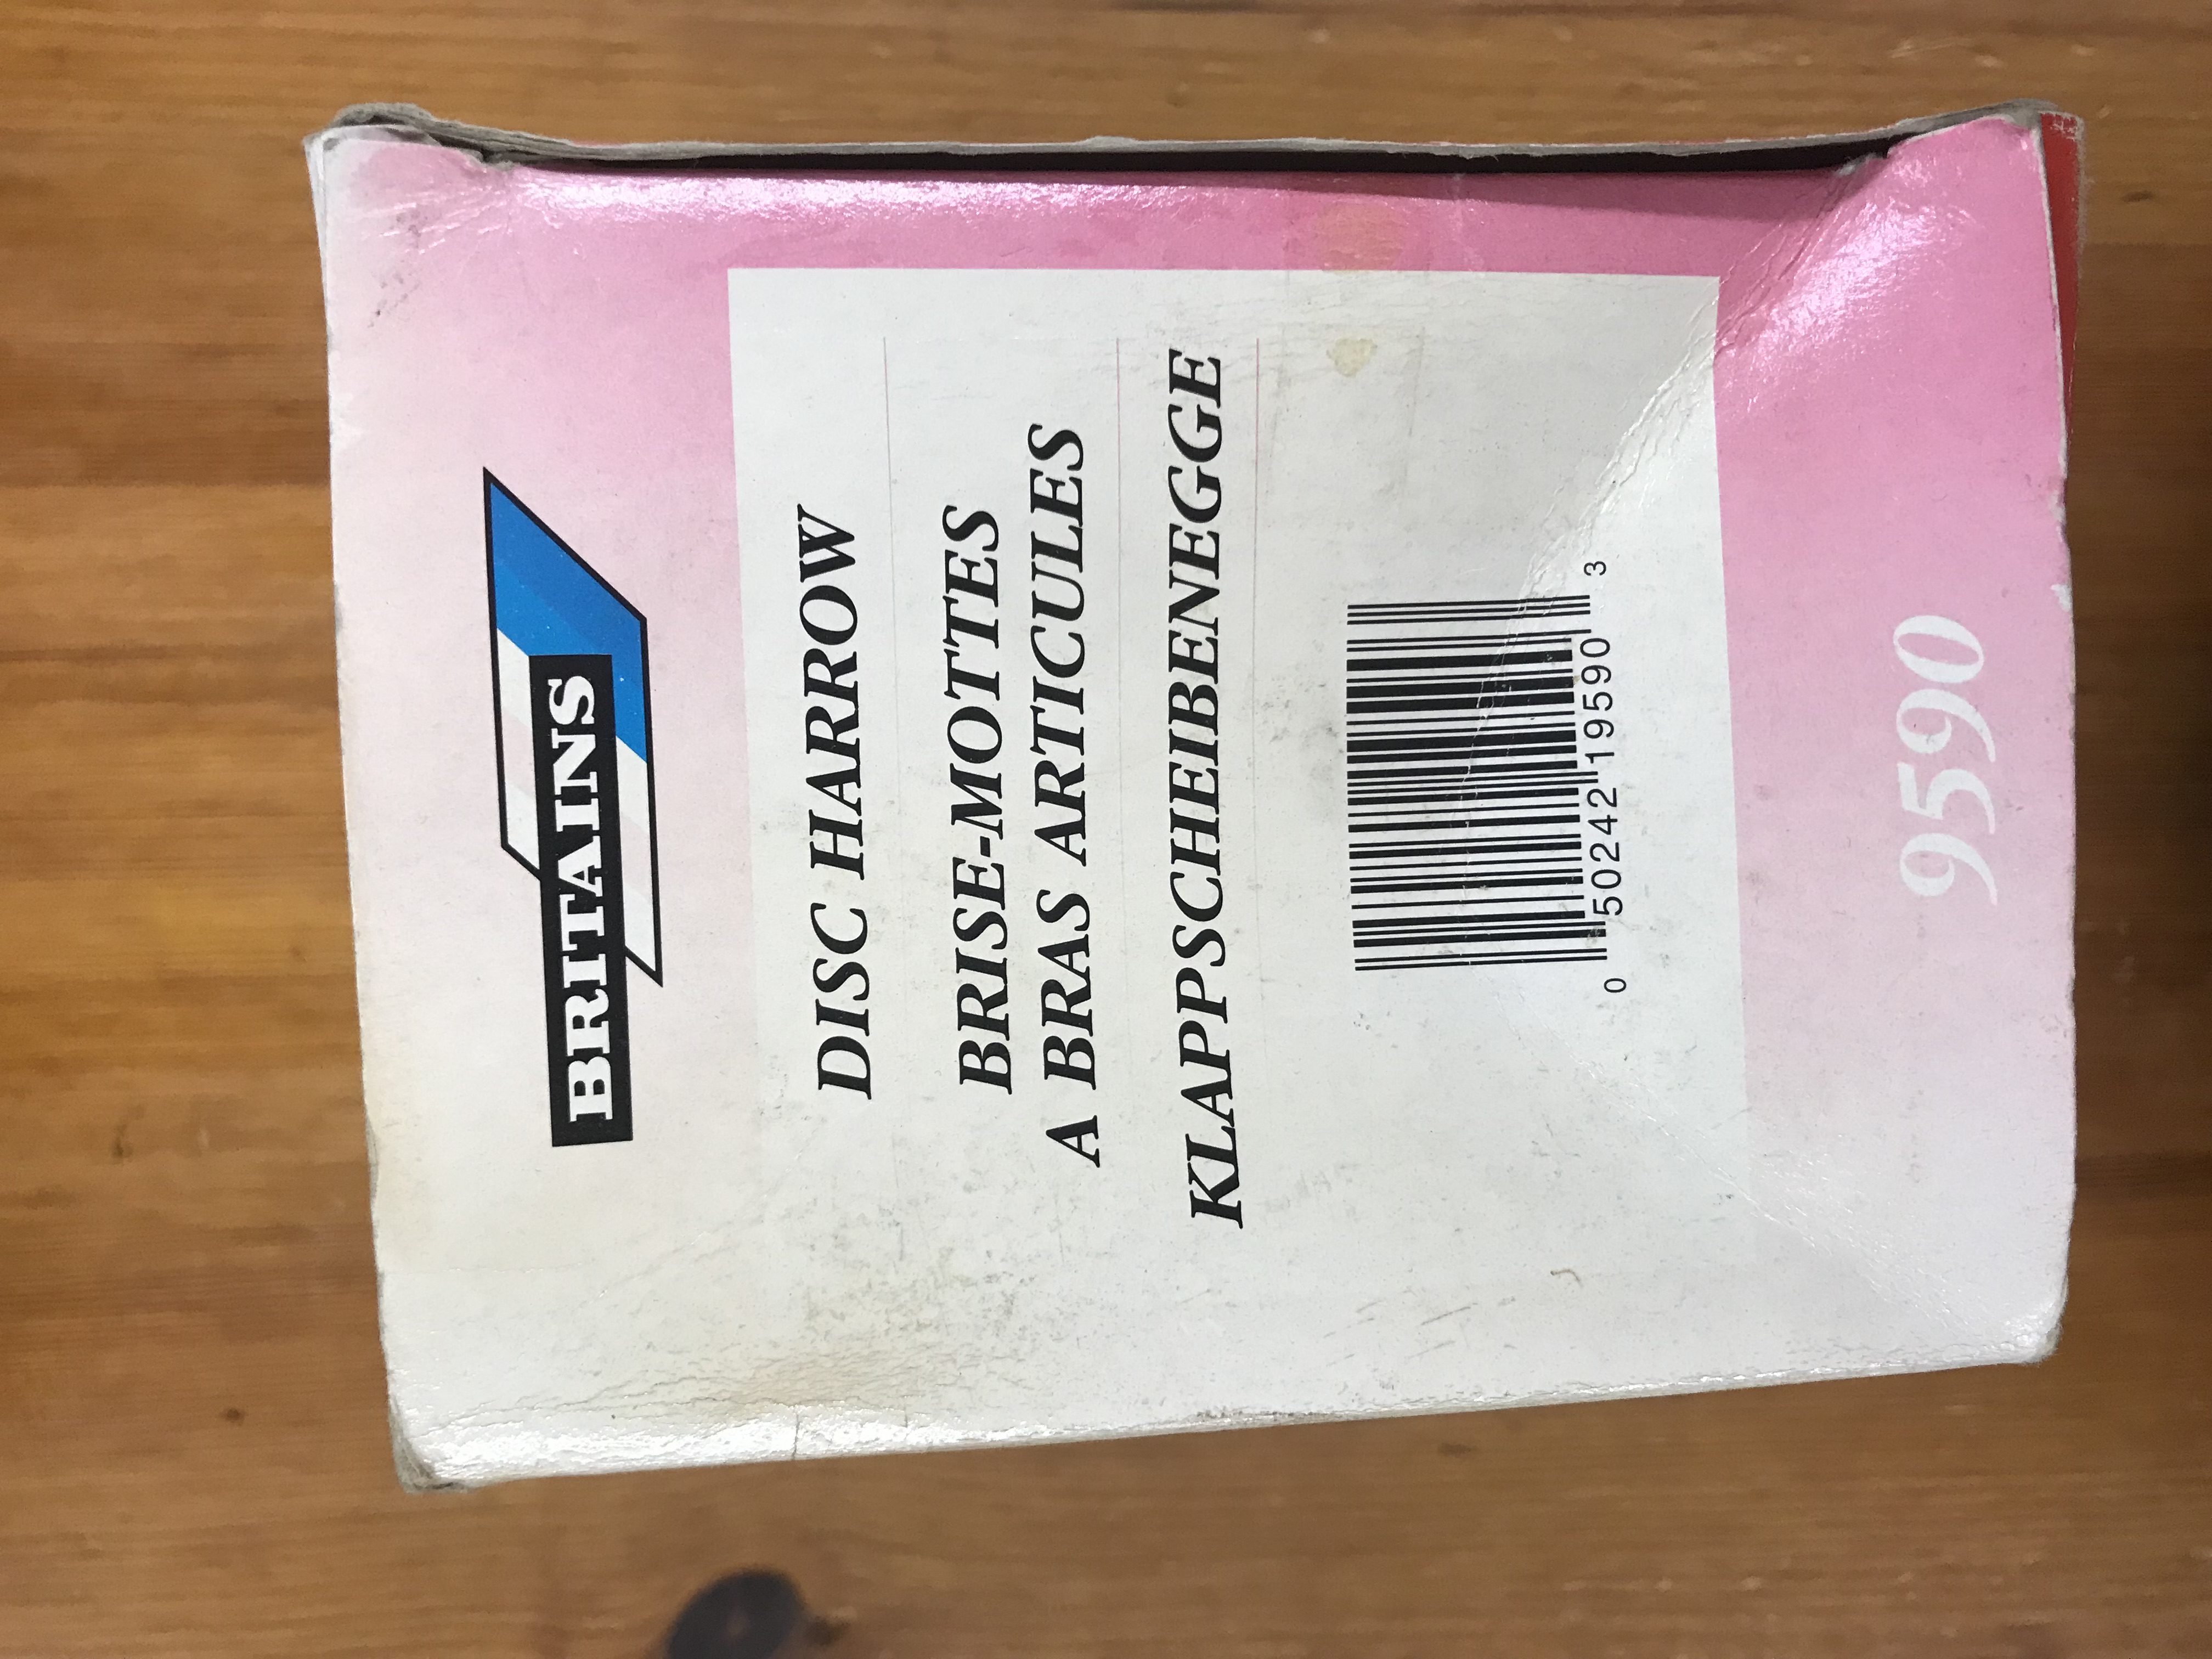 BRITAINS
DISC HARROW
BRISE-MOTTES
A BRAS ARTICULES
KLAPPSCHEIBENEGGE
0 50242 19590 3
9590